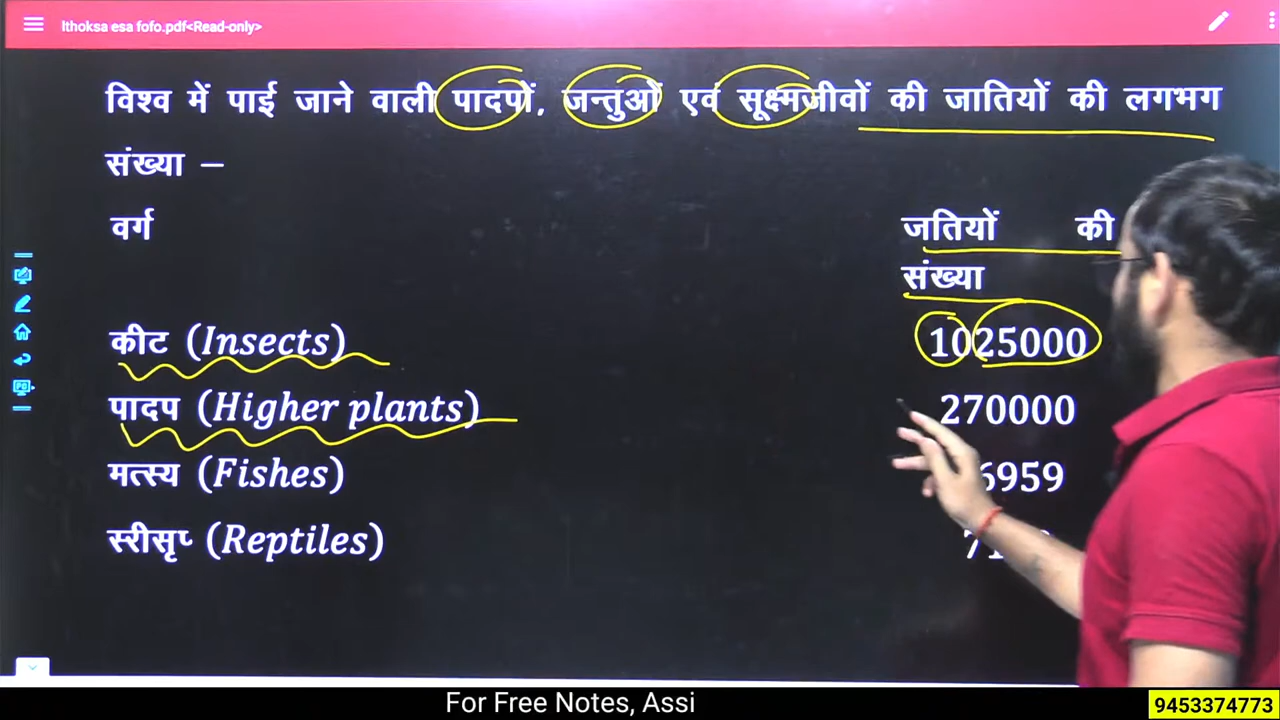 Ithoksa esa fofo.pdf<Read-only>
विश्व में पाई जाने वाली पादपों, जन्तुओं एवं सूक्ष्मजीवों की जातियों की लगभग
संख्या –
वर्ग जतियों की
संख्या
कीट (Insects) 1025000
पादप (Higher plants) 270000
मत्स्य (Fishes) 6959
स्रीसृप (Reptiles)
For Free Notes, Assi
9453374773